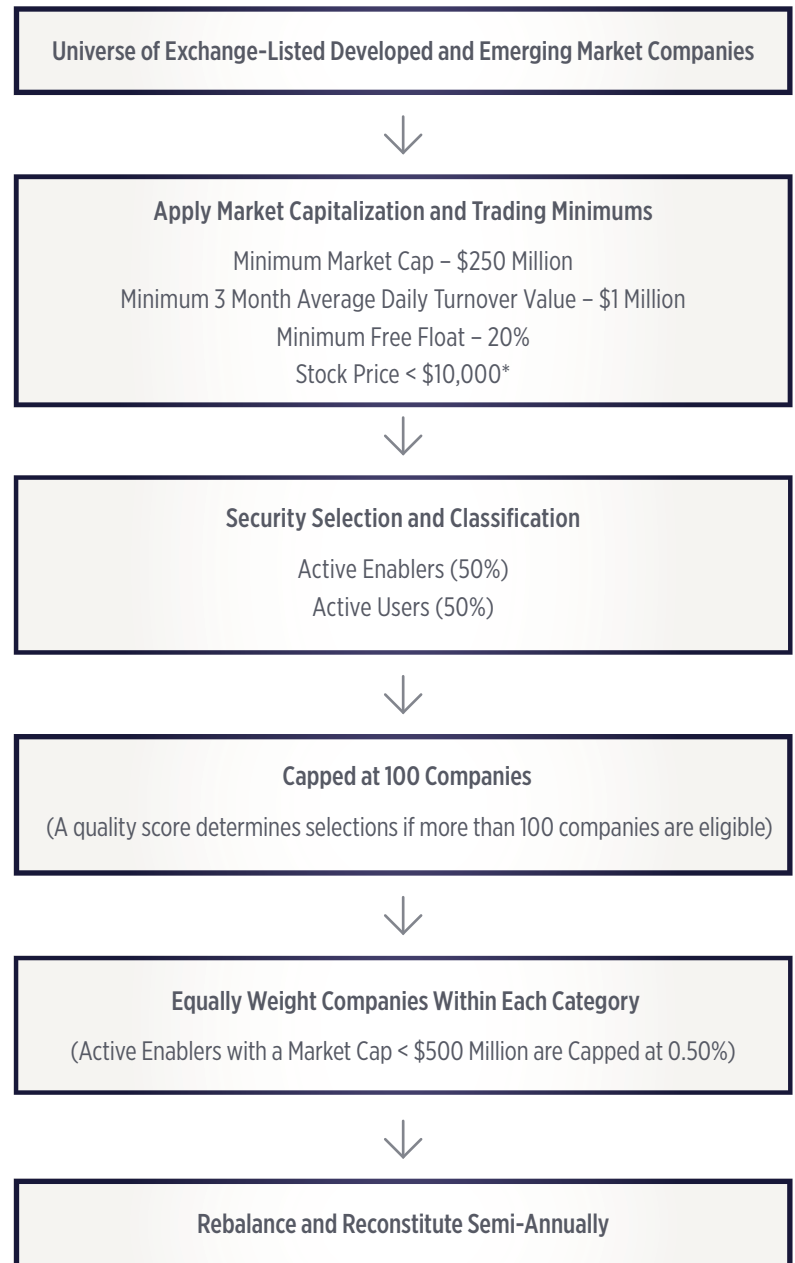 Universe of Exchange-Listed Developed and Emerging Market Companies
Apply Market Capitalization and Trading Minimums
Minimum Market Cap – $250 Million
Minimum 3 Month Average Daily Turnover Value – $1 Million
Minimum Free Float – 20%
Stock Price < $10,000*
Security Selection and Classification
Active Enablers (50%)
Active Users (50%)
Capped at 100 Companies
(A quality score determines selections if more than 100 companies are eligible)
Equally Weight Companies Within Each Category
(Active Enablers with a Market Cap < $500 Million are Capped at 0.50%)
Rebalance and Reconstitute Semi-Annually